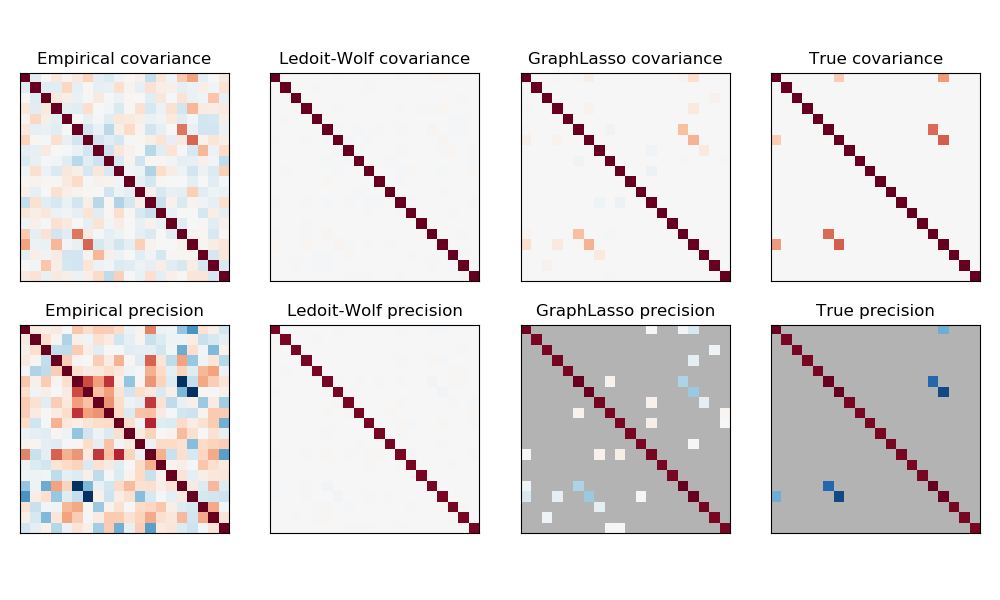 Empirical covariance
Ledoit-Wolf covariance
GraphLasso covariance
True covariance
Empirical precision
Ledoit-Wolf precision
GraphLasso precision
True precision